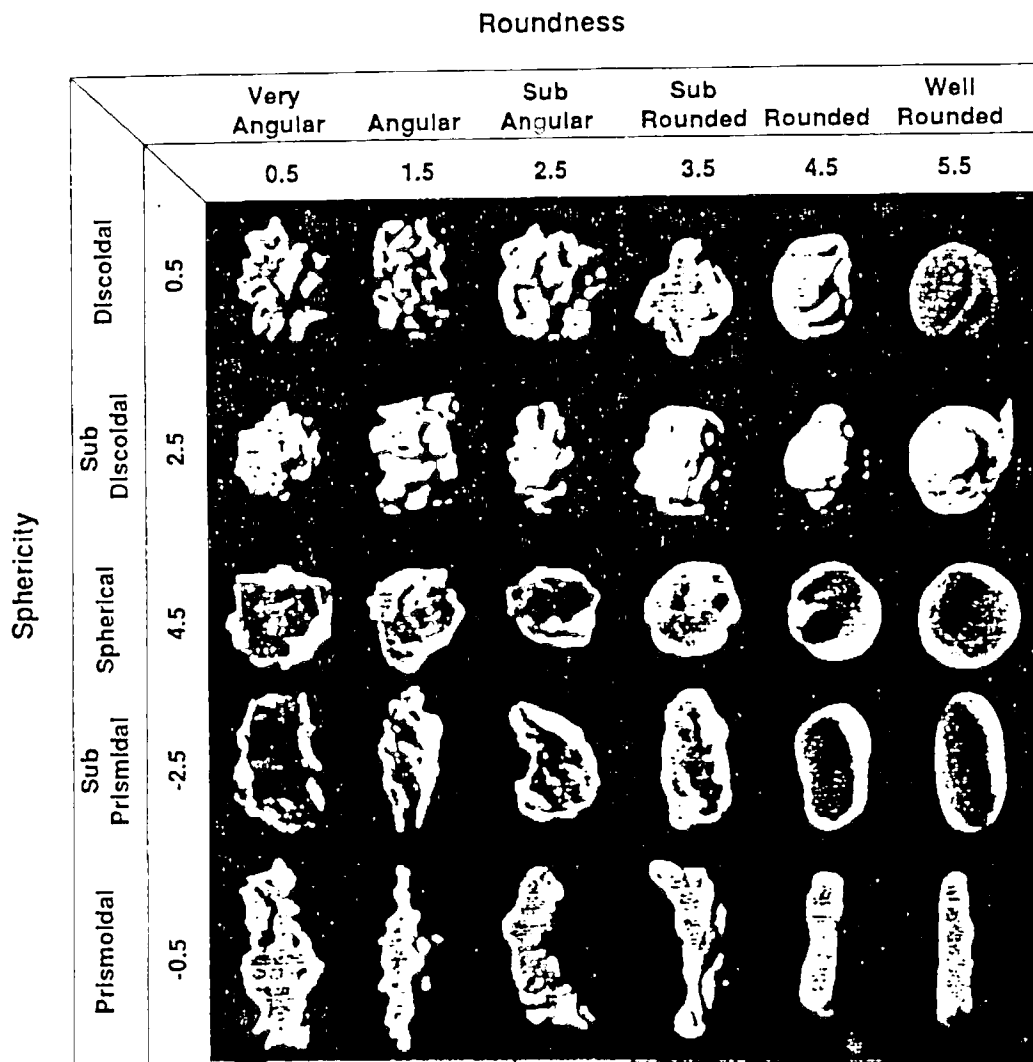 Roundness
Very
Angular
Angular
Sub
Angular
Sub
Rounded
Rounded
Well
Rounded
0.5 1.5 2.5 3.5 4.5 5.5
Sphericity
Discoidal
0.5
Sub
Discoidal
2.5
Spherical
4.5
Sub
Prismidal
-2.5
Prismoidal
-0.5